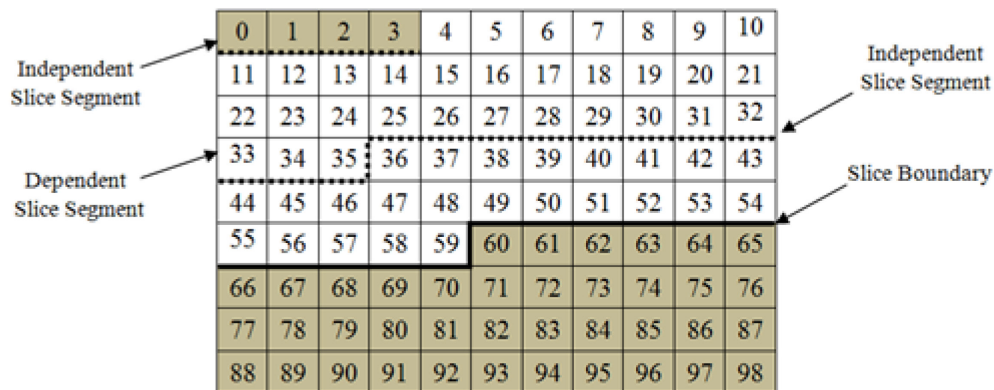 0 1 2 3 4 5 6 7 8 9 10
Independent
Slice Segment
11 12 13 14 15 16 17 18 19 20 21
Independent
Slice Segment
22 23 24 25 26 27 28 29 30 31 32
33 34 35 36 37 38 39 40 41 42 43
Dependent
Slice Segment
Slice Boundary
44 45 46 47 48 49 50 51 52 53 54
55 56 57 58 59 60 61 62 63 64 65
66 67 68 69 70 71 72 73 74 75 76
77 78 79 80 81 82 83 84 85 86 87
88 89 90 91 92 93 94 95 96 97 98